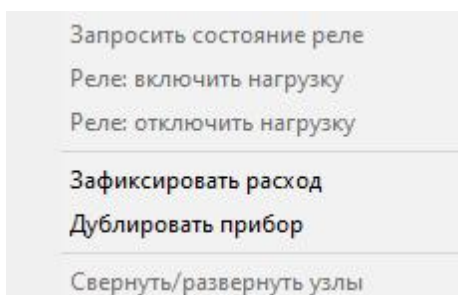 Запросить состояние реле
Реле: включить нагрузку
Реле: отключить нагрузку
Зафиксировать расход
Дублировать прибор
Свернуть/развернуть узлы